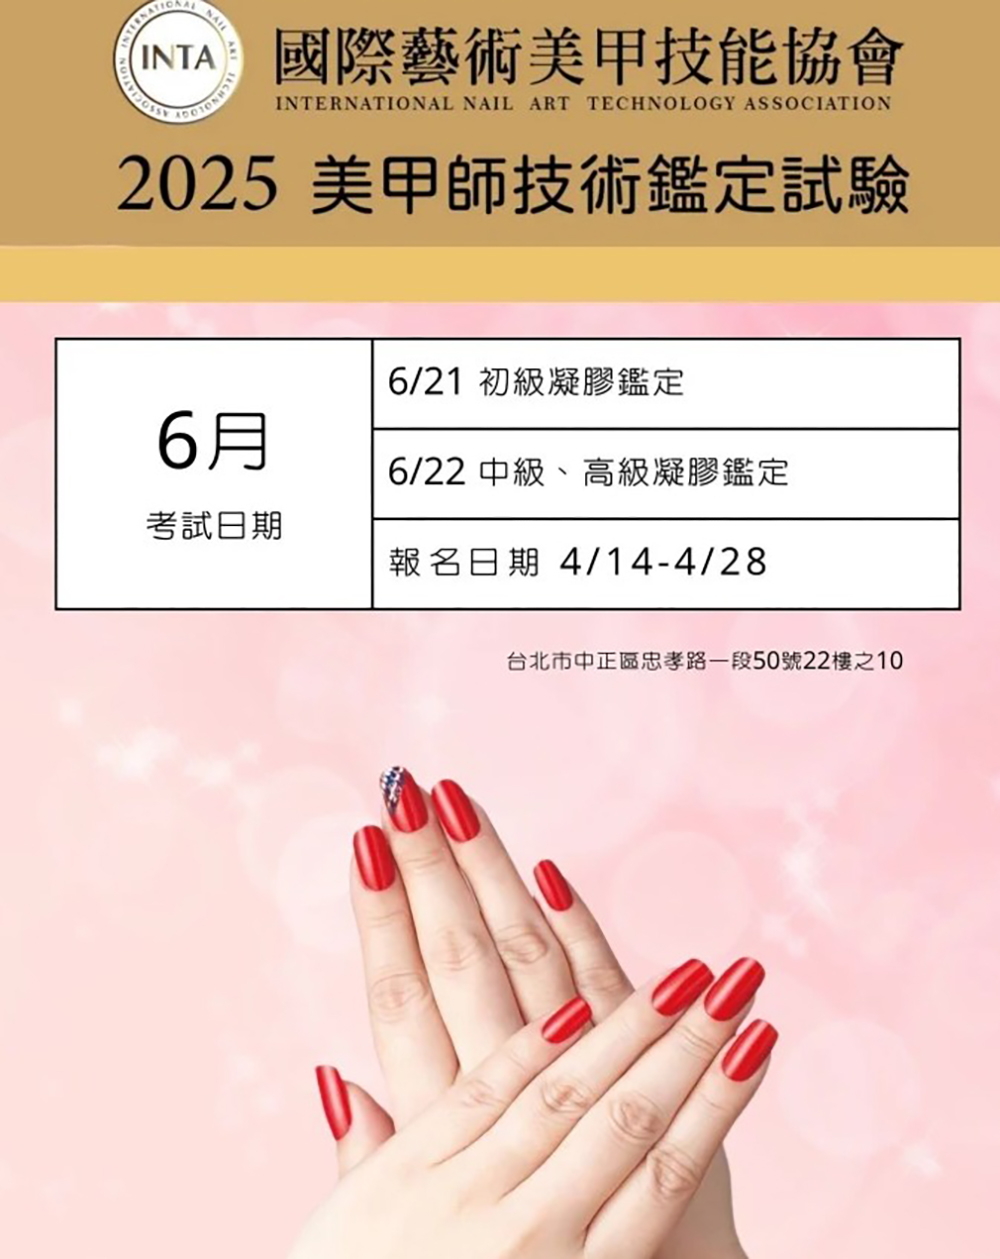 INTERNATIONAL NAIL ART TECHNOLOGY ASSOCIATION
INTA
國際藝術美甲技能協會
INTERNATIONAL NAIL ART TECHNOLOGY ASSOCIATION
2025 美甲師技術鑑定試驗
6月
考試日期
6/21 初級凝膠鑑定
6/22 中級、高級凝膠鑑定
報名日期 4/14-4/28
台北市中正區忠孝路一段50號22樓之10